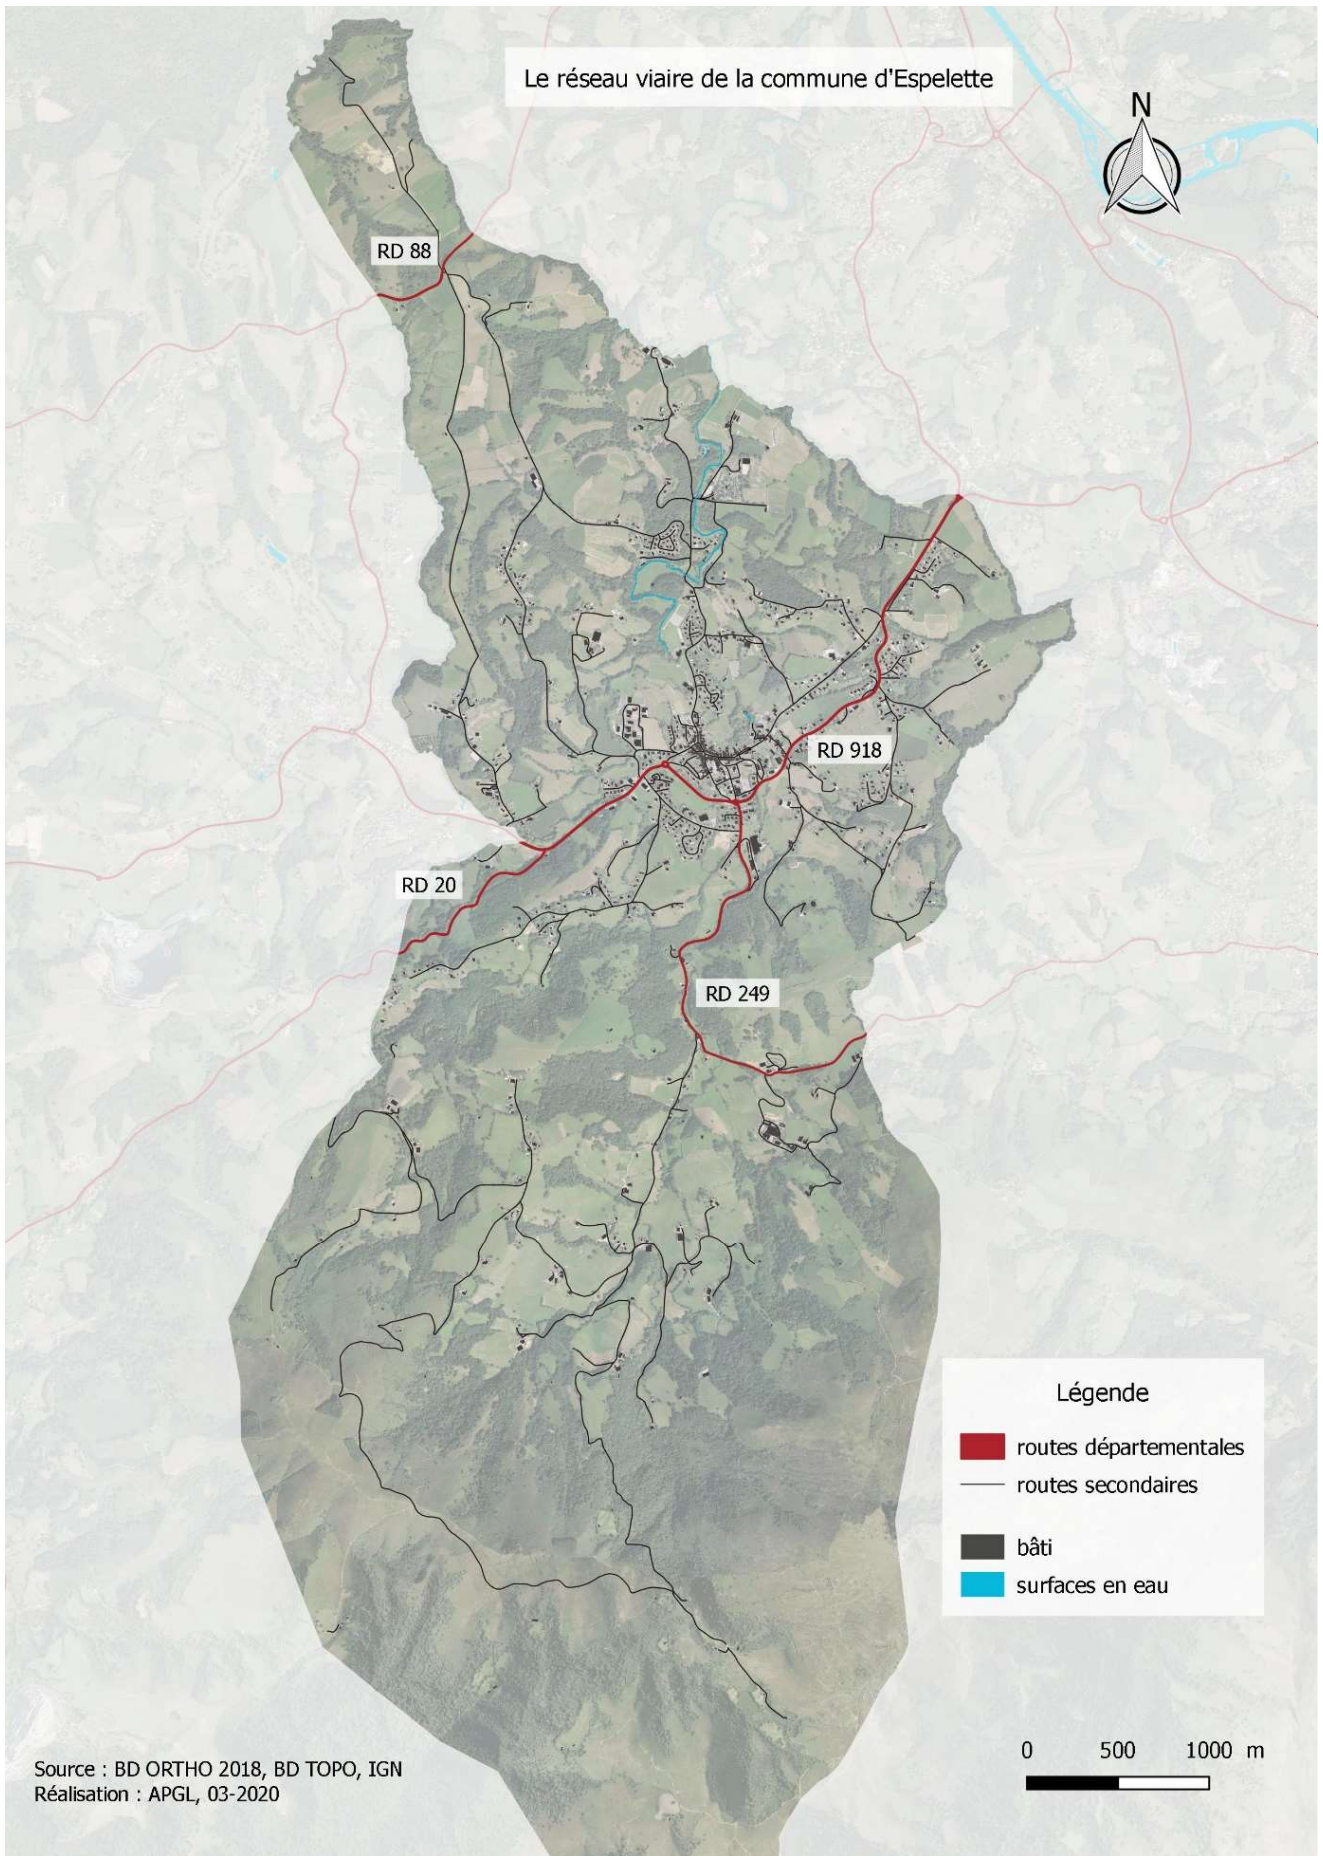 Le réseau viaire de la commune d'Espelette
N
RD 88
RD 918
RD 20
RD 249
Légende
routes départementales
routes secondaires
bâti
surfaces en eau
0 500 1000 m
Source : BD ORTHO 2018, BD TOPO, IGN
Réalisation : APGL, 03-2020